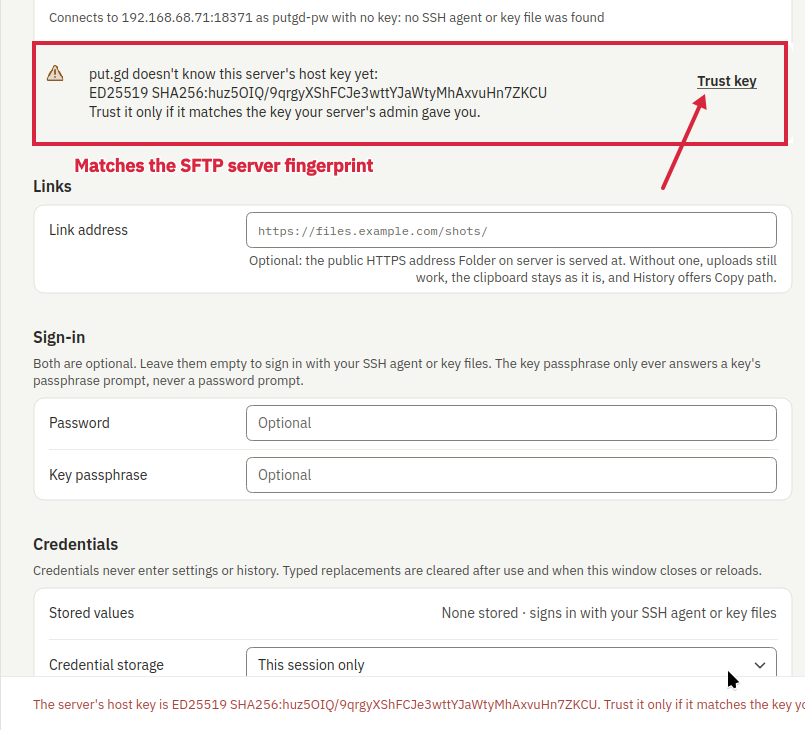 Connects to 192.168.68.71:18371 as putgd-pw with no key: no SSH agent or key file was found
put.gd doesn't know this server's host key yet:
ED25519 SHA256:huz5OIQ/9qrgyXShFCJe3wttYJaWtyMhAxvuHn7ZKCU
Trust it only if it matches the key your server's admin gave you.
Trust key
Matches the SFTP server fingerprint
Links
Link address
https://files.example.com/shots/
Optional: the public HTTPS address Folder on server is served at. Without one, uploads still
work, the clipboard stays as it is, and History offers Copy path.
Sign-in
Both are optional. Leave them empty to sign in with your SSH agent or key files. The key passphrase only ever answers a key's
passphrase prompt, never a password prompt.
Password
Optional
Key passphrase
Optional
Credentials
Credentials never enter settings or history. Typed replacements are cleared after use and when this window closes or reloads.
Stored values
None stored · signs in with your SSH agent or key files
Credential storage
This session only
The server's host key is ED25519 SHA256:huz5OIQ/9qrgyXShFCJe3wttYJaWtyMhAxvuHn7ZKCU. Trust it only if it matches the key yo